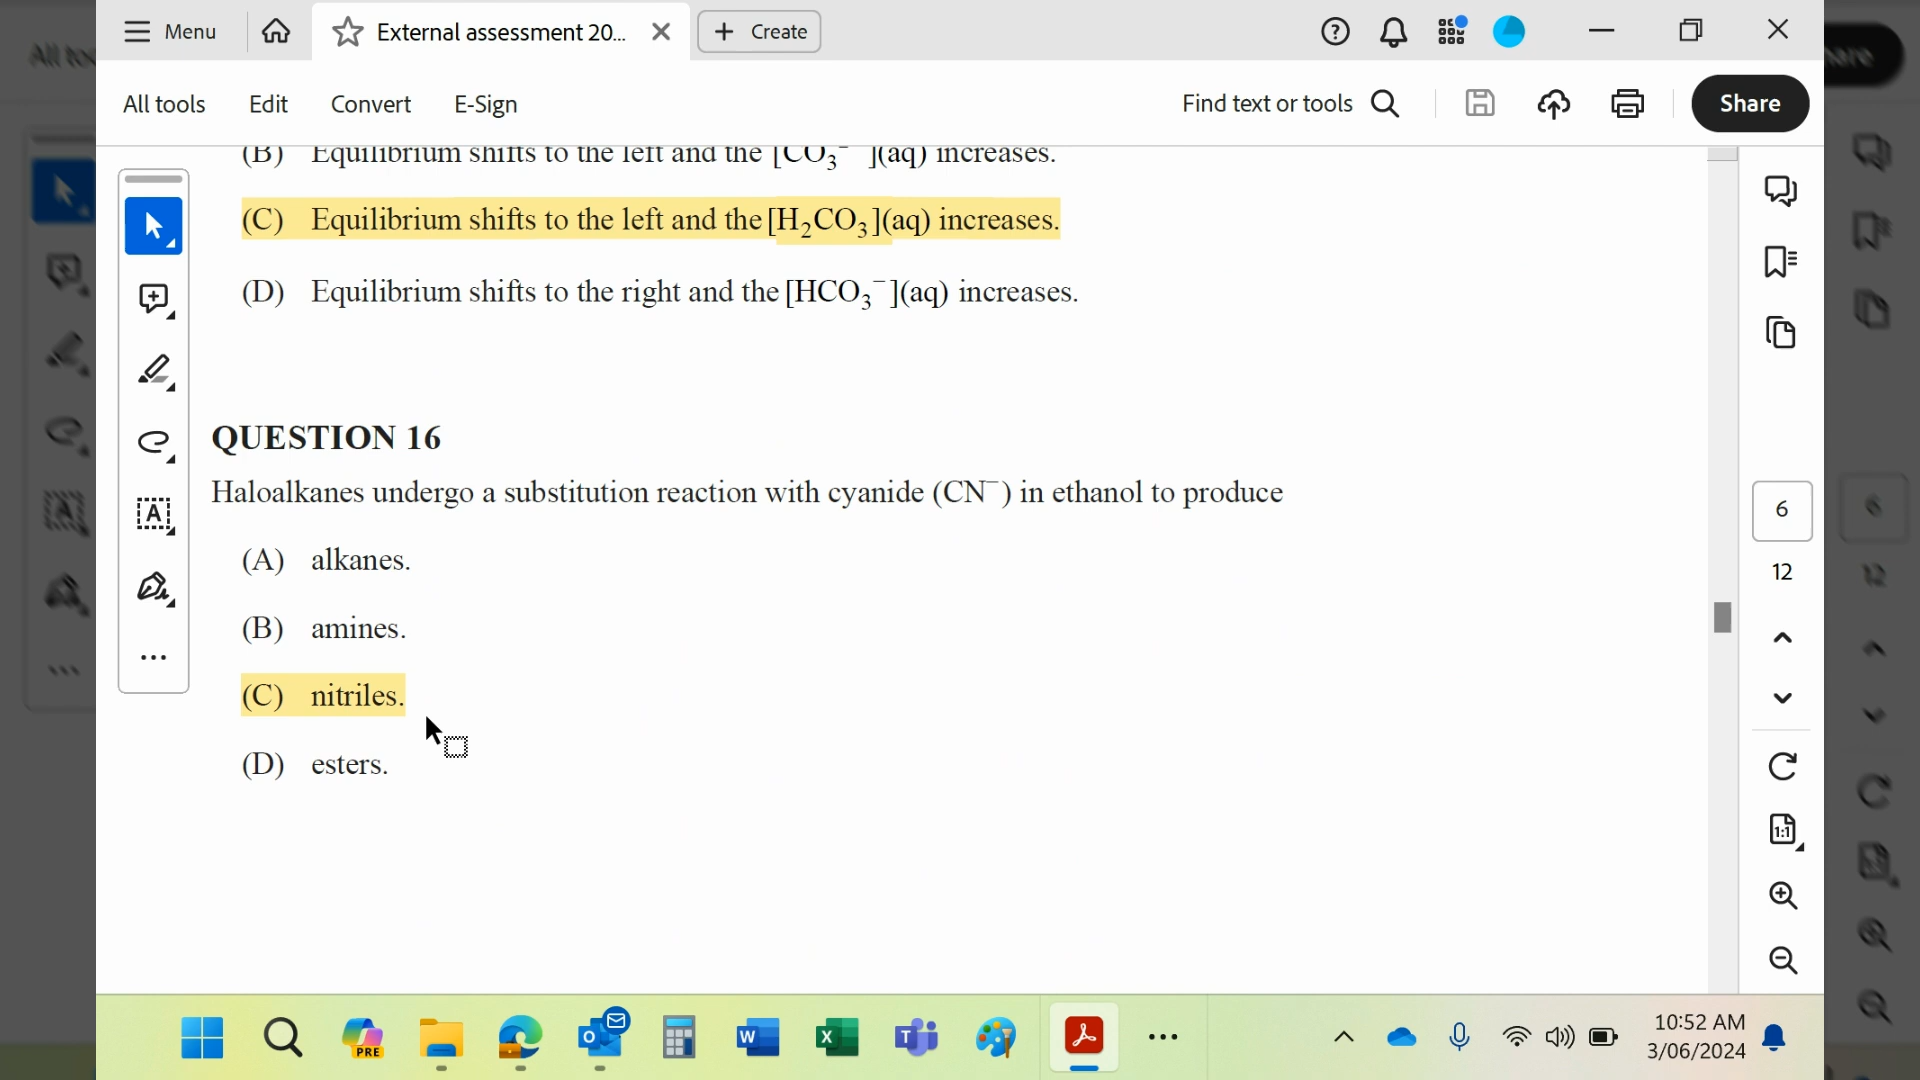 Menu
External assessment 20...
Create
All tools
Edit
Convert
E-Sign
Find text or tools
Share
(B) Equilibrium shifts to the left and the [CO₃²⁻](aq) increases.
(C) Equilibrium shifts to the left and the [H₂CO₃](aq) increases.
(D) Equilibrium shifts to the right and the [HCO₃⁻](aq) increases.
QUESTION 16
Haloalkanes undergo a substitution reaction with cyanide (CN⁻) in ethanol to produce
(A) alkanes.
(B) amines.
(C) nitriles.
(D) esters.
6
12
1:1
PRE
10:52 AM
3/06/2024